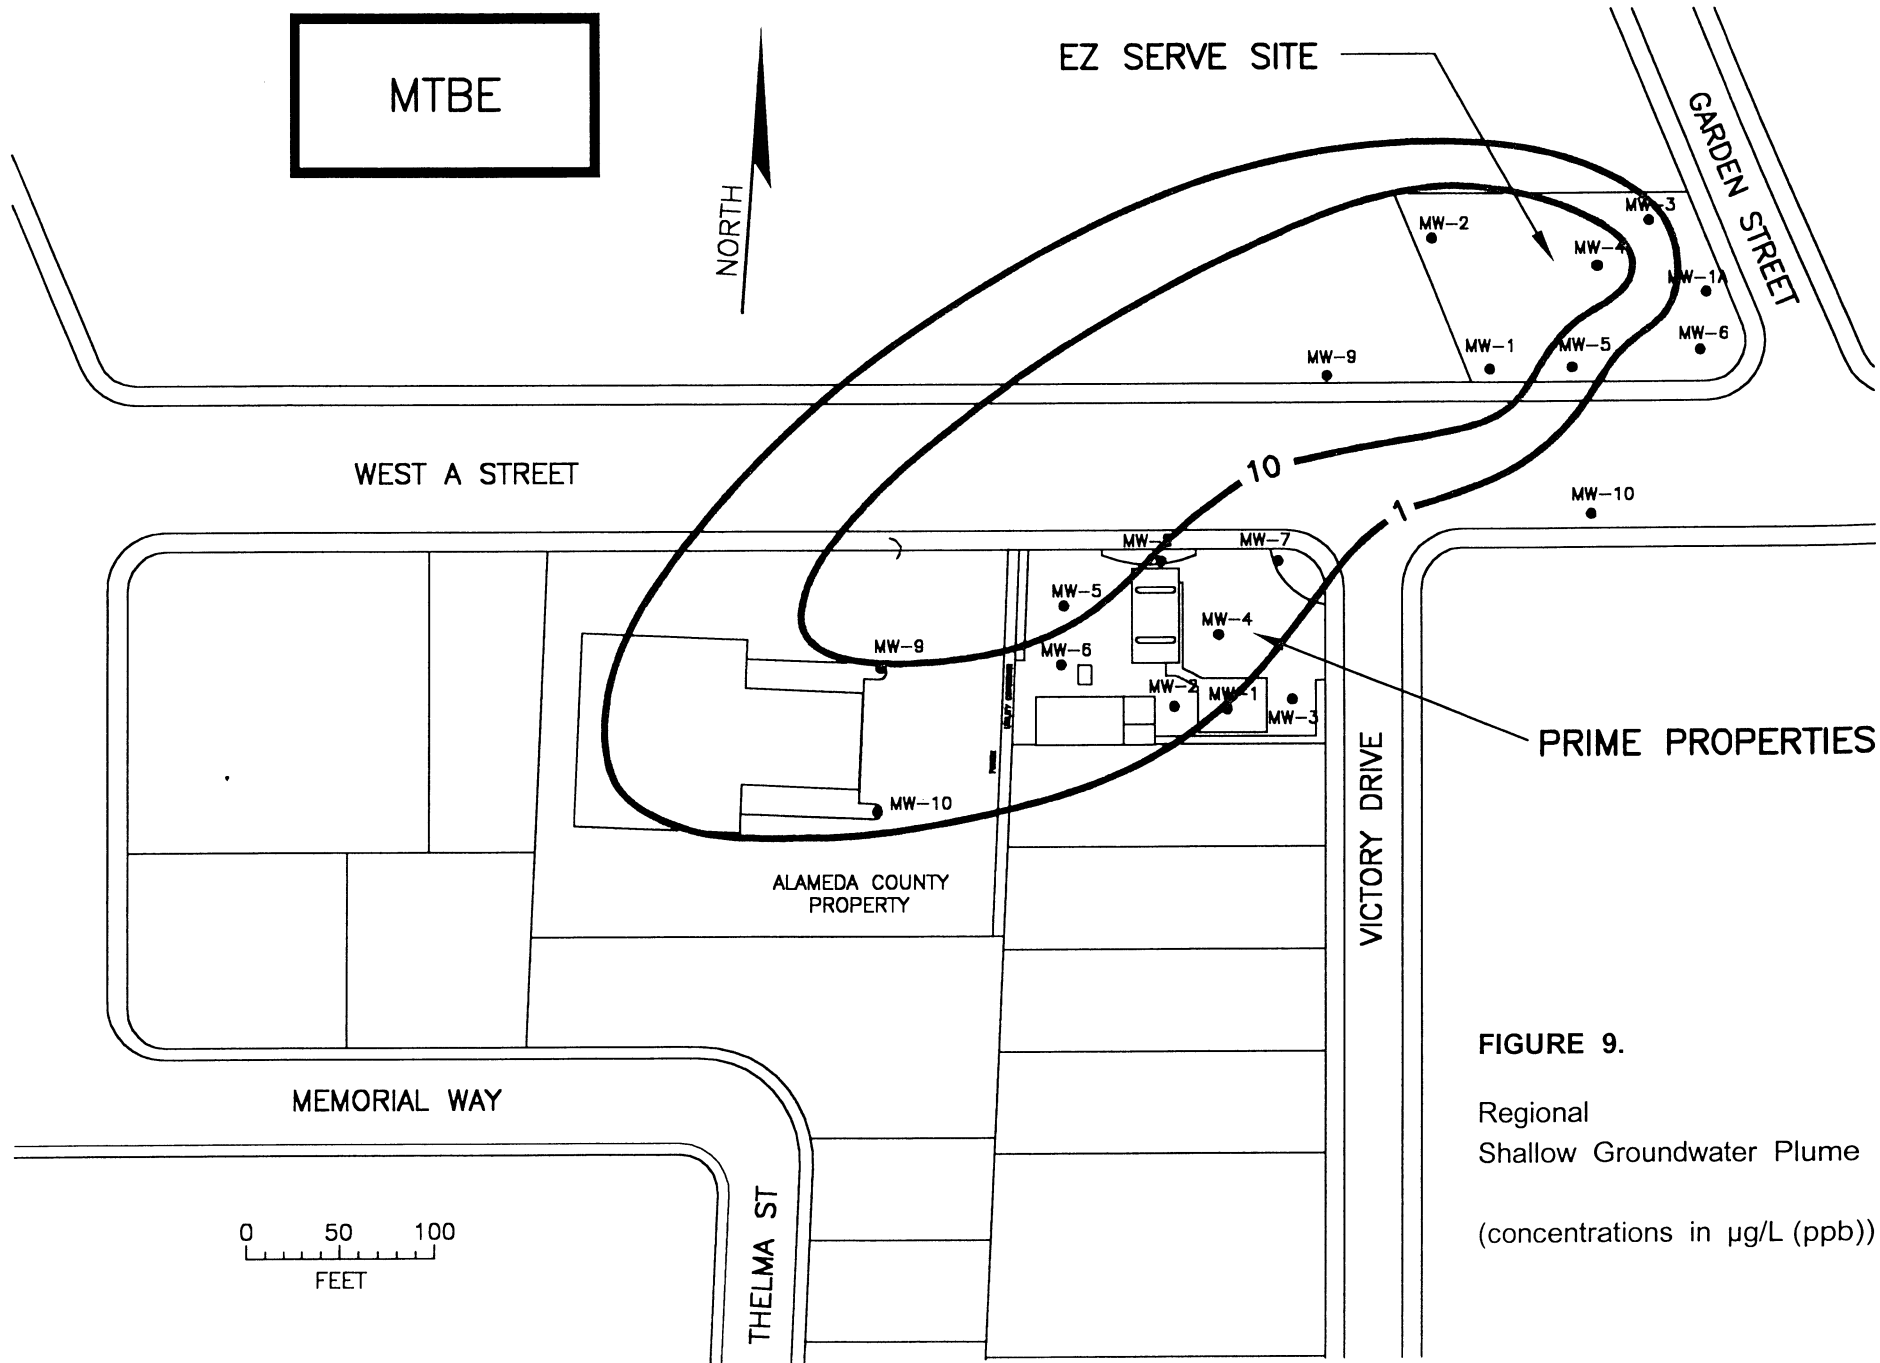 MTBE
NORTH
EZ SERVE SITE
GARDEN STREET
MW-3
MW-2
MW-4
MW-1A
MW-6
MW-1
MW-5
MW-9
WEST A STREET
10
1
MW-10
MW-7
MW-5
MW-4
MW-9
MW-6
MW-2
MW-1
MW-3
PRIME PROPERTIES
MW-10
ALAMEDA COUNTY
PROPERTY
VICTORY DRIVE
MEMORIAL WAY
THELMA ST
0 50 100
FEET
FIGURE 9.
Regional
Shallow Groundwater Plume
(concentrations in µg/L (ppb))